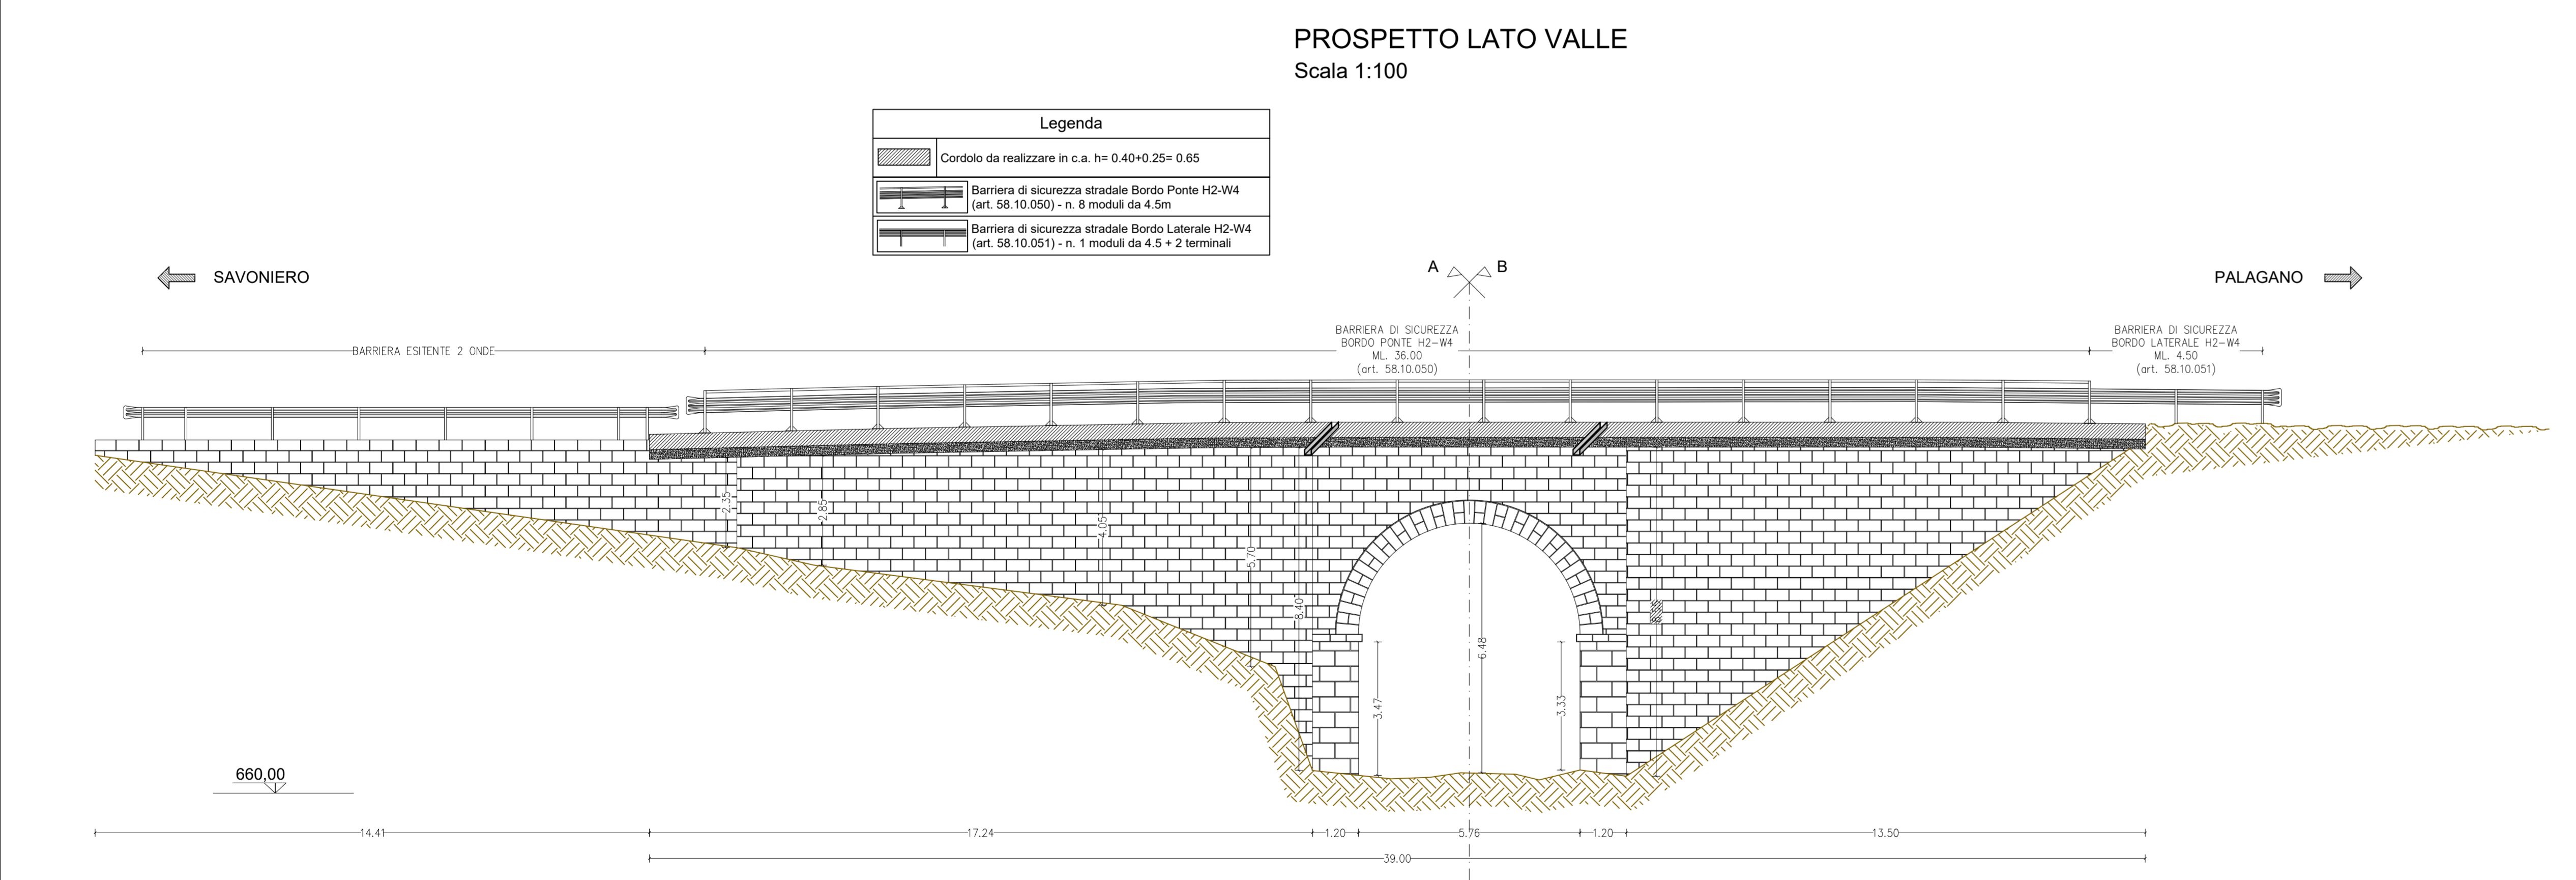 PROSPETTO LATO VALLE
Scala 1:100
Legenda
Cordolo da realizzare in c.a. h= 0.40+0.25= 0.65
Barriera di sicurezza stradale Bordo Ponte H2-W4
(art. 58.10.050) - n. 8 moduli da 4.5m
Barriera di sicurezza stradale Bordo Laterale H2-W4
(art. 58.10.051) - n. 1 moduli da 4.5 + 2 terminali
SAVONIERO
A
B
PALAGANO
BARRIERA ESITENTE 2 ONDE
BARRIERA DI SICUREZZA
BORDO PONTE H2-W4
ML. 36.00
(art. 58.10.050)
BARRIERA DI SICUREZZA
BORDO LATERALE H2-W4
ML. 4.50
(art. 58.10.051)
2.35
2.85
4.05
5.70
8.40
3.47
6.48
3.33
660,00
14.41
17.24
1.20
5.76
1.20
13.50
39.00